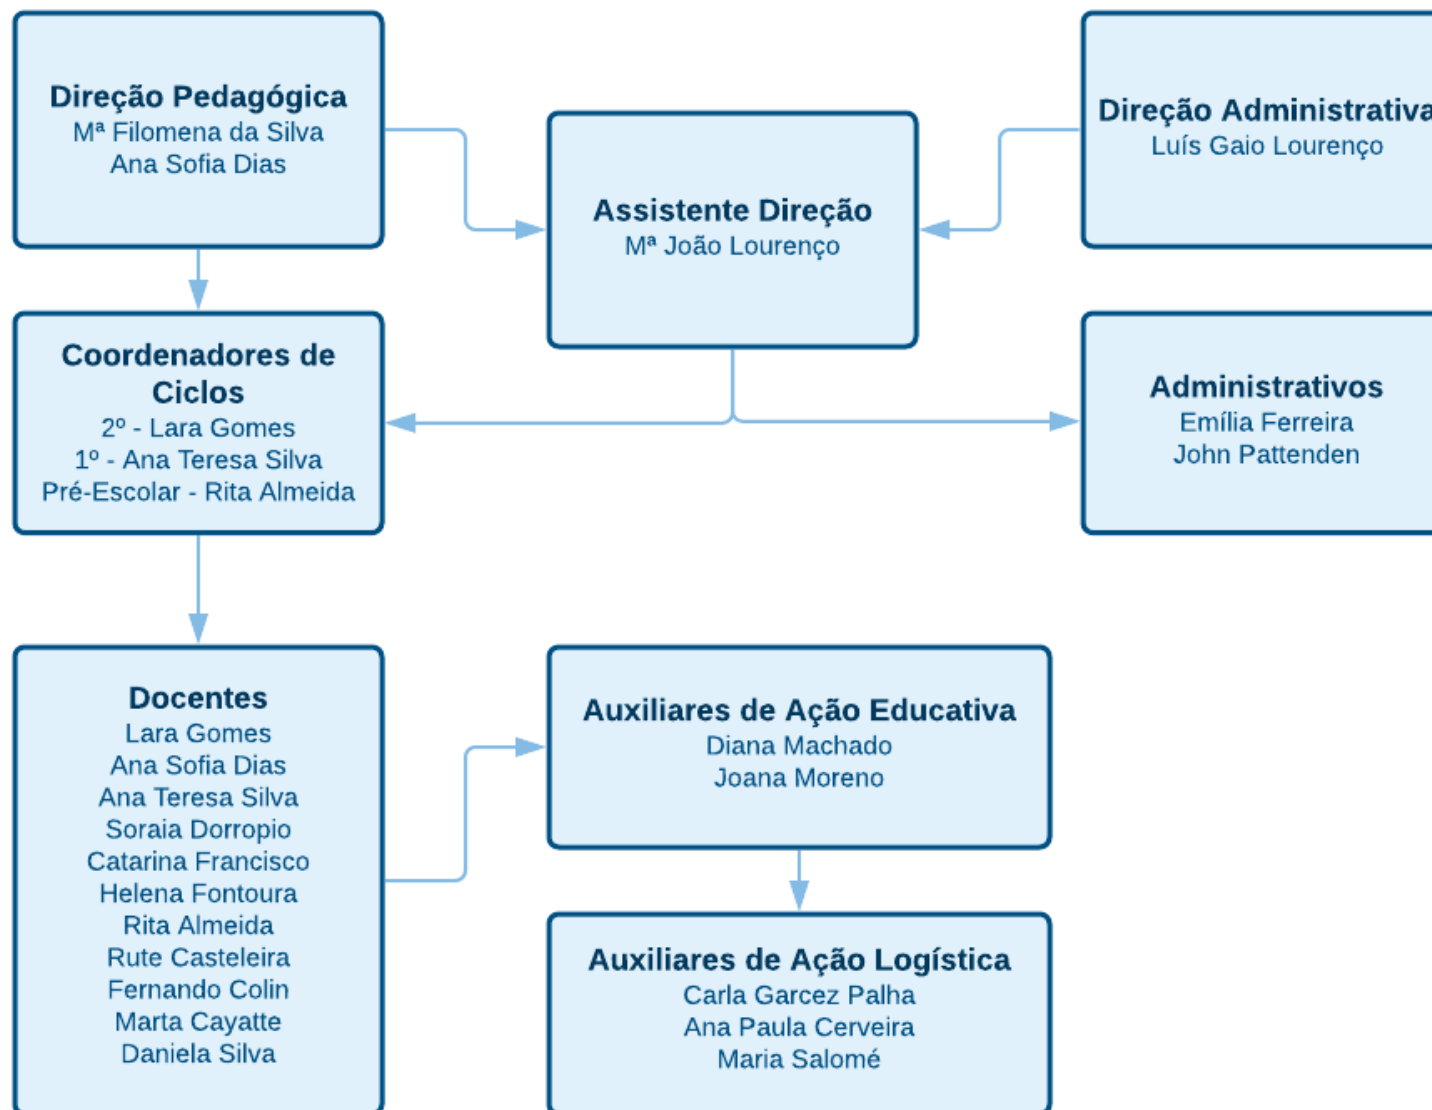 Direção Pedagógica
Mª Filomena da Silva
Ana Sofia Dias
Assistente Direção
Mª João Lourenço
Direção Administrativa
Luís Gaio Lourenço
Coordenadores de
Ciclos
2º - Lara Gomes
1º - Ana Teresa Silva
Pré-Escolar - Rita Almeida
Administrativos
Emília Ferreira
John Pattenden
Docentes
Lara Gomes
Ana Sofia Dias
Ana Teresa Silva
Soraia Dorropio
Catarina Francisco
Helena Fontoura
Rita Almeida
Rute Casteleira
Fernando Colin
Marta Cayatte
Daniela Silva
Auxiliares de Ação Educativa
Diana Machado
Joana Moreno
Auxiliares de Ação Logística
Carla Garcez Palha
Ana Paula Cerveira
Maria Salomé